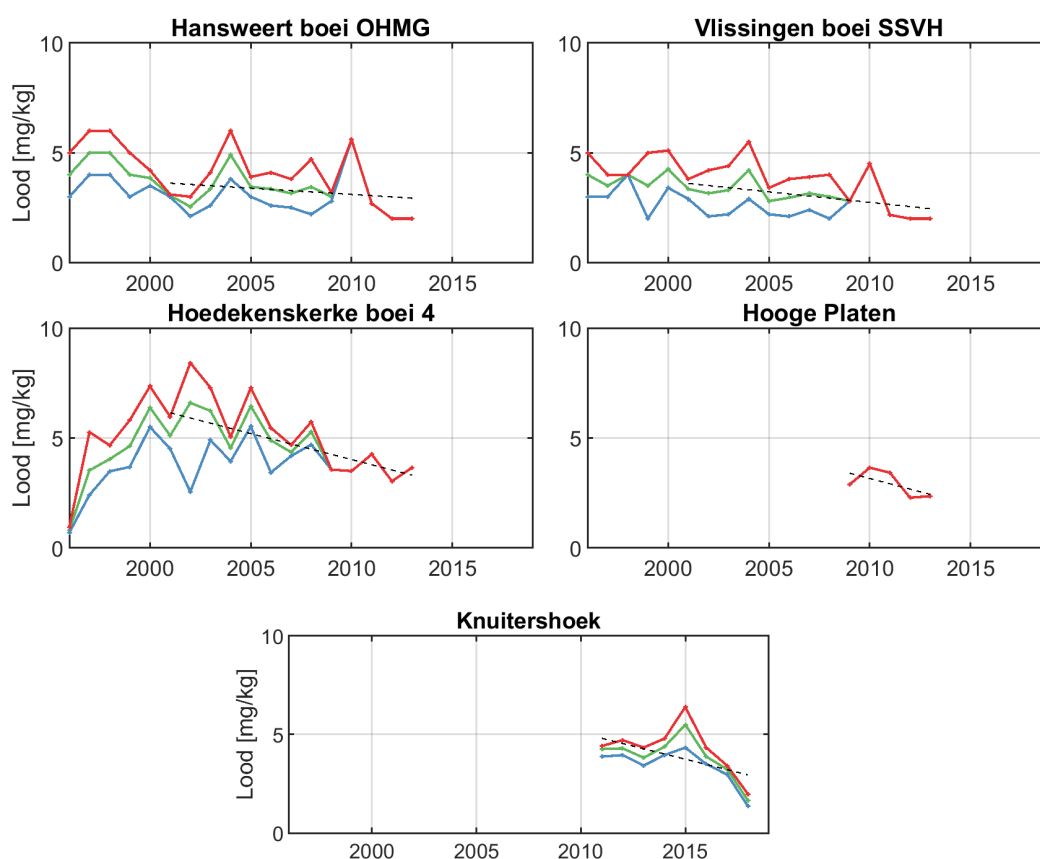 Hansweert boei OHMG
Vlissingen boei SSVH
10
5
0
Lood [mg/kg]
2000 2005 2010 2015
10
5
0
2000 2005 2010 2015
Hoedekenskerke boei 4
Hooge Platen
10
5
0
Lood [mg/kg]
2000 2005 2010 2015
10
5
0
2000 2005 2010 2015
Knuitershoek
10
5
0
Lood [mg/kg]
2000 2005 2010 2015